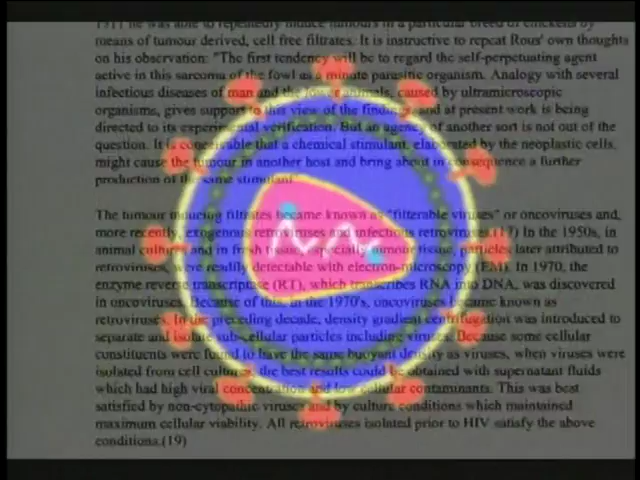 1911 he was able to repeatedly induce tumours in a particular breed of chickens by
means of tumour derived, cell free filtrates. It is instructive to repeat Rous' own thoughts
on his observation: "The first tendency will be to regard the self-perpetuating agent
active in this sarcoma of the fowl as a minute parasitic organism. Analogy with several
infectious diseases of man and the lower animals, caused by ultramicroscopic
organisms, gives support to this view of the findings and at present work is being
directed to its experimental verification. But an agency of another sort is not out of the
question. It is conceivable that a chemical stimulant, elaborated by the neoplastic cells,
might cause the tumour in another host and bring about in consequence a further
production of the same stimulant."
The tumour inducing filtrates became known as "filterable viruses" or oncoviruses and,
more recently, exogenous retroviruses and infectious retrovirus In the 1950s, in
animal cultures and in fresh tissue, especially tumour tissue, particles later attributed to
retroviruses, were readily detectable with electron-microscopy (EM). In 1970, the
enzyme reverse transcriptase (RT), which transcribes RNA into DNA, was discovered
in oncoviruses. Because of this in the 1970's, oncoviruses became known as
retroviruses. In the preceding decade, density gradient centrifugation was introduced to
separate and isolate sub-cellular particles including viruses. Because some cellular
constituents were found to have the same buoyant density as viruses, when viruses were
isolated from cell cultures, the best results could be obtained with supernatant fluids
which had high viral concentration and low cellular contaminants. This was best
satisfied by non-cytopathic viruses and by culture conditions which maintained
maximum cellular viability. All retroviruses isolated prior to HIV satisfy the above
conditions.(19)